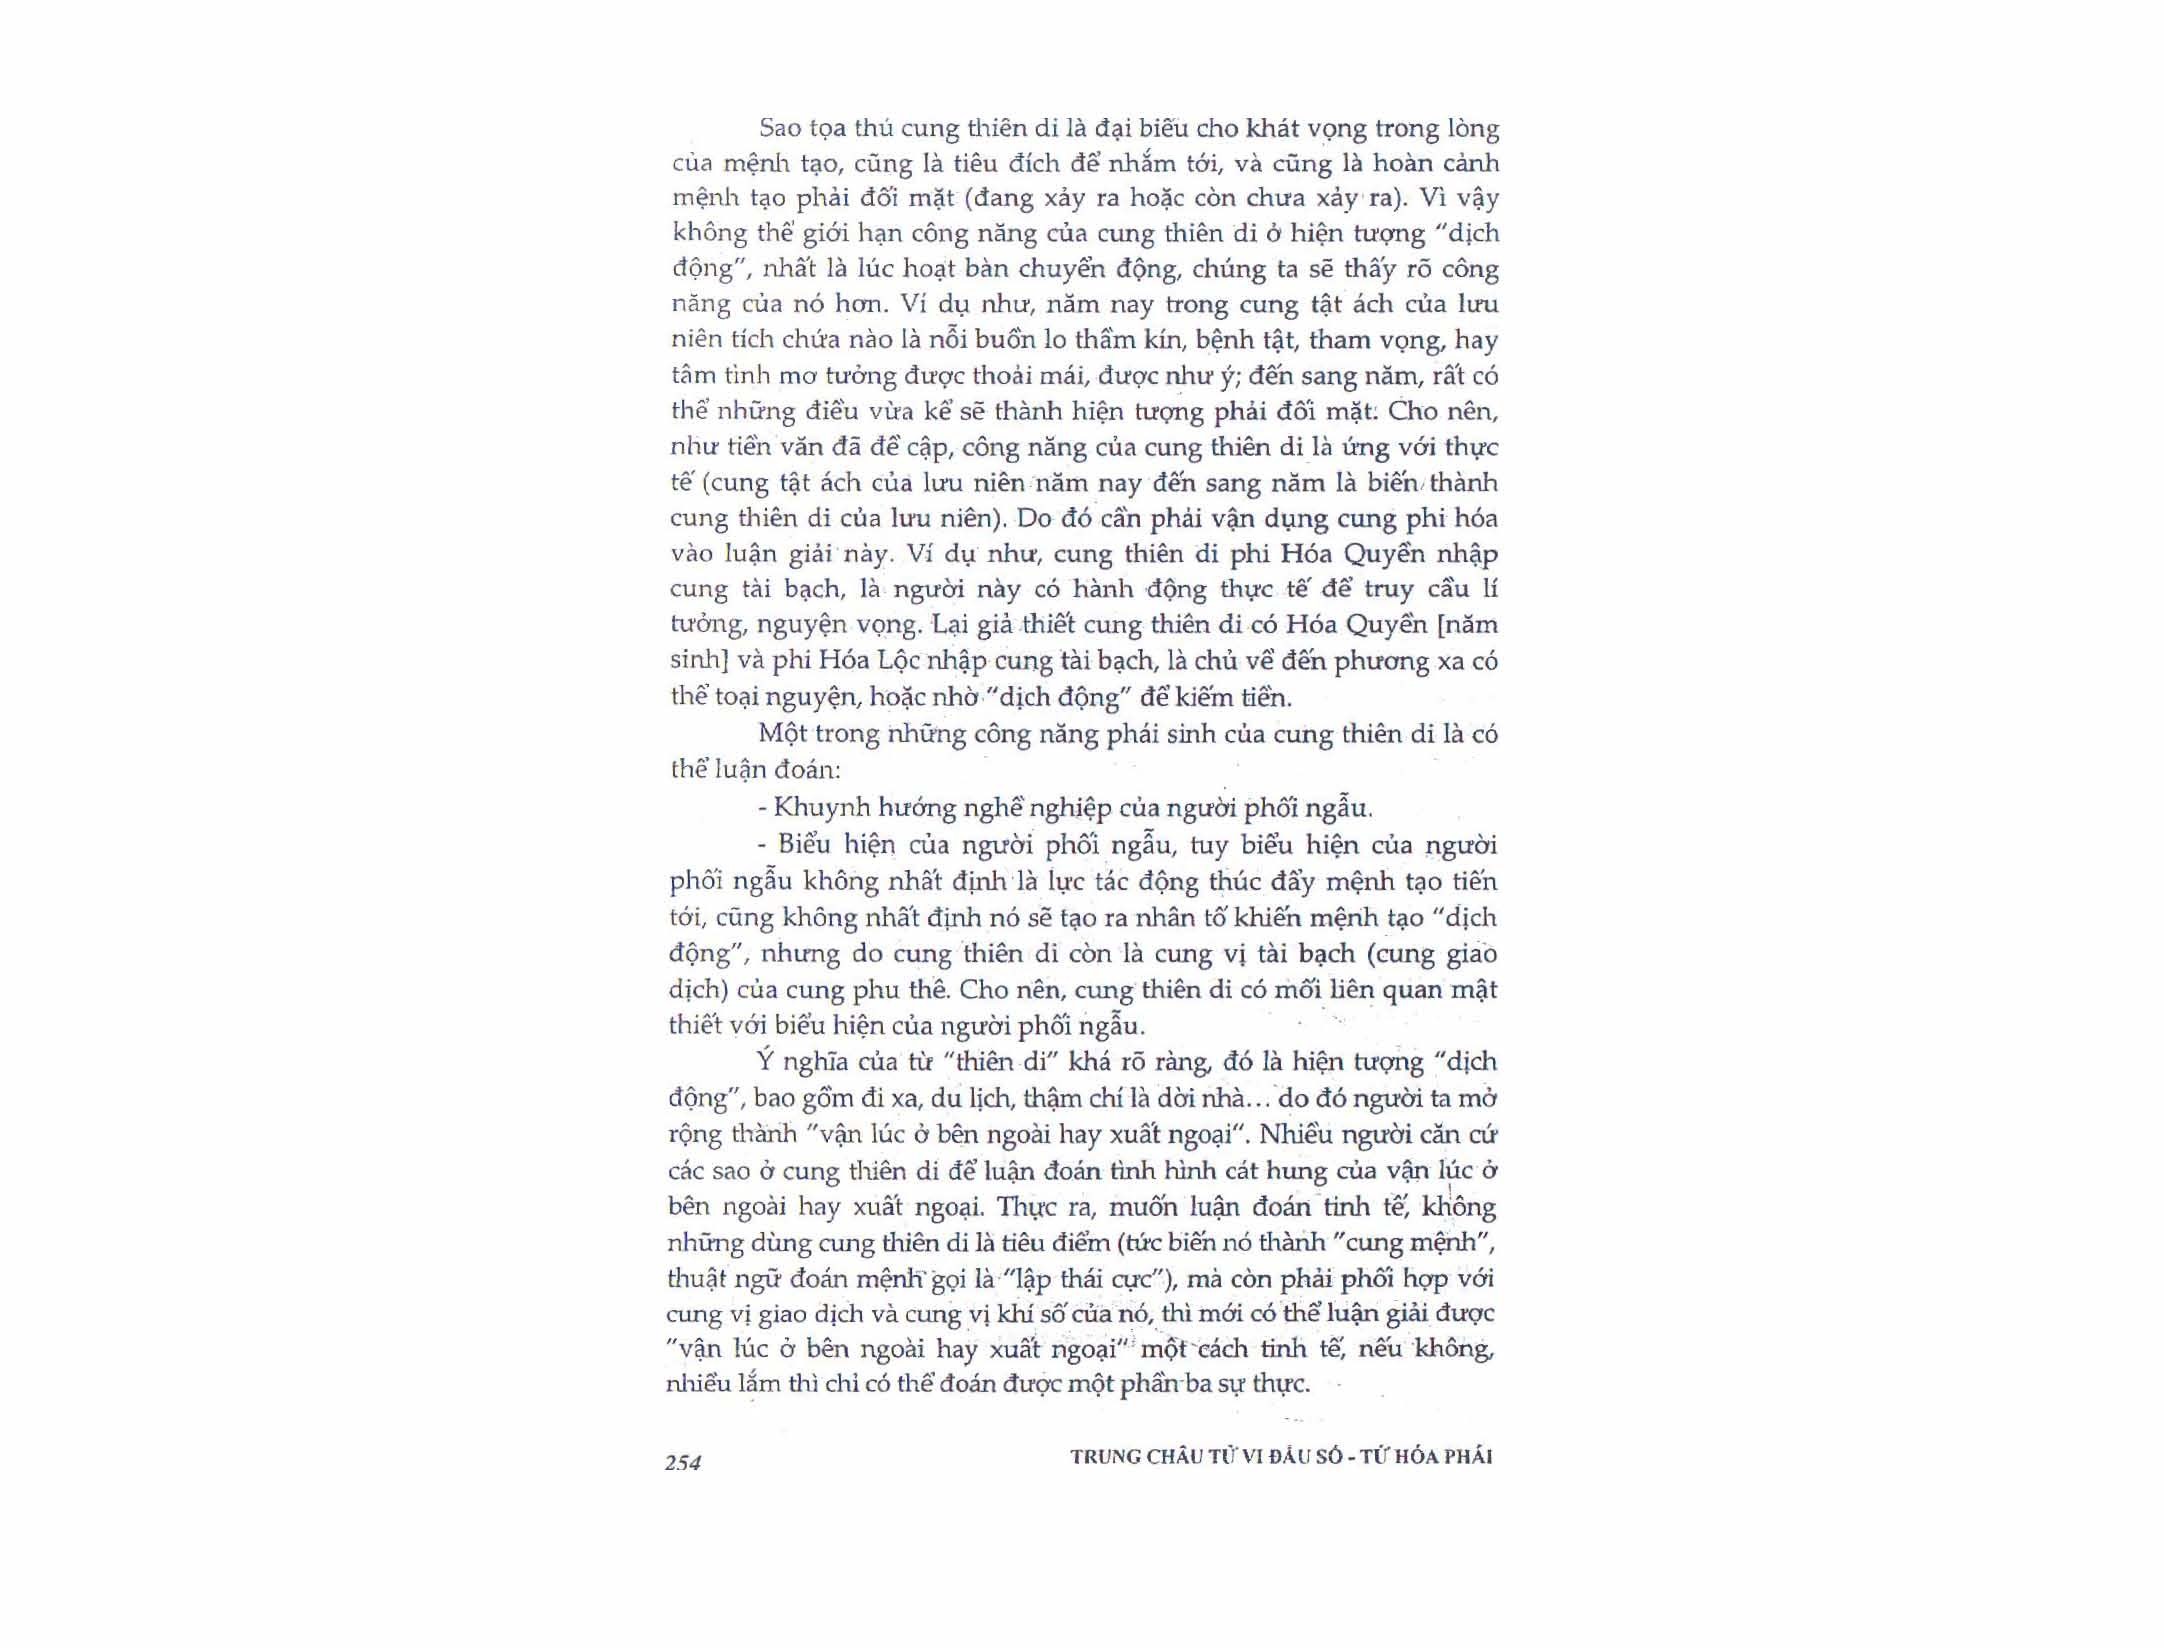 Sao tọa thủ cung thiên di là đại biểu cho khát vọng trong lòng
của mệnh tạo, cũng là tiêu đích để nhắm tới, và cũng là hoàn cảnh
mệnh tạo phải đối mặt (đang xảy ra hoặc còn chưa xảy ra). Vì vậy
không thể giới hạn công năng của cung thiên di ở hiện tượng "dịch
động", nhất là lúc hoạt bàn chuyển động, chúng ta sẽ thấy rõ công
năng của nó hơn. Ví dụ như, năm nay trong cung tật ách của lưu
niên tích chứa nào là nỗi buồn lo thầm kín, bệnh tật, tham vọng, hay
tâm tình mơ tưởng được thoải mái, được như ý; đến sang năm, rất có
thể những điều vừa kể sẽ thành hiện tượng phải đối mặt. Cho nên,
như tiền văn đã đề cập, công năng của cung thiên di là ứng với thực
tế (cung tật ách của lưu niên năm nay đến sang năm là biến thành
cung thiên di của lưu niên). Do đó cần phải vận dụng cung phi hóa
vào luận giải này. Ví dụ như, cung thiên di phi Hóa Quyền nhập
cung tài bạch, là người này có hành động thực tế để truy cầu lí
tưởng, nguyện vọng. Lại giả thiết cung thiên di có Hóa Quyền [năm
sinh] và phi Hóa Lộc nhập cung tài bạch, là chủ về đến phương xa có
thể toại nguyện, hoặc nhờ "dịch động" để kiếm tiền.
Một trong những công năng phái sinh của cung thiên di là có
thể luận đoán:
- Khuynh hướng nghề nghiệp của người phối ngẫu.
- Biểu hiện của người phối ngẫu, tuy biểu hiện của người
phối ngẫu không nhất định là lực tác động thúc đẩy mệnh tạo tiến
tới, cũng không nhất định nó sẽ tạo ra nhân tố khiến mệnh tạo "dịch
động", nhưng do cung thiên di còn là cung vị tài bạch (cung giao
dịch) của cung phu thê. Cho nên, cung thiên di có mối liên quan mật
thiết với biểu hiện của người phối ngẫu.
Ý nghĩa của từ "thiên di" khá rõ ràng, đó là hiện tượng "dịch
động", bao gồm đi xa, du lịch, thậm chí là dời nhà... do đó người ta mở
rộng thành "vận lúc ở bên ngoài hay xuất ngoại". Nhiều người căn cứ
các sao ở cung thiên di để luận đoán tình hình cát hung của vận lúc ở
bên ngoài hay xuất ngoại. Thực ra, muốn luận đoán tinh tế, không
những dùng cung thiên di là tiêu điểm (tức biến nó thành "cung mệnh",
thuật ngữ đoán mệnh gọi là "lập thái cực"), mà còn phải phối hợp với
cung vị giao dịch và cung vị khí số của nó, thì mới có thể luận giải được
"vận lúc ở bên ngoài hay xuất ngoại" một cách tinh tế, nếu không,
nhiều lắm thì chỉ có thể đoán được một phần ba sự thực.
254
TRUNG CHÂU TỬ VI ĐẨU SỐ - TỨ HÓA PHÁI